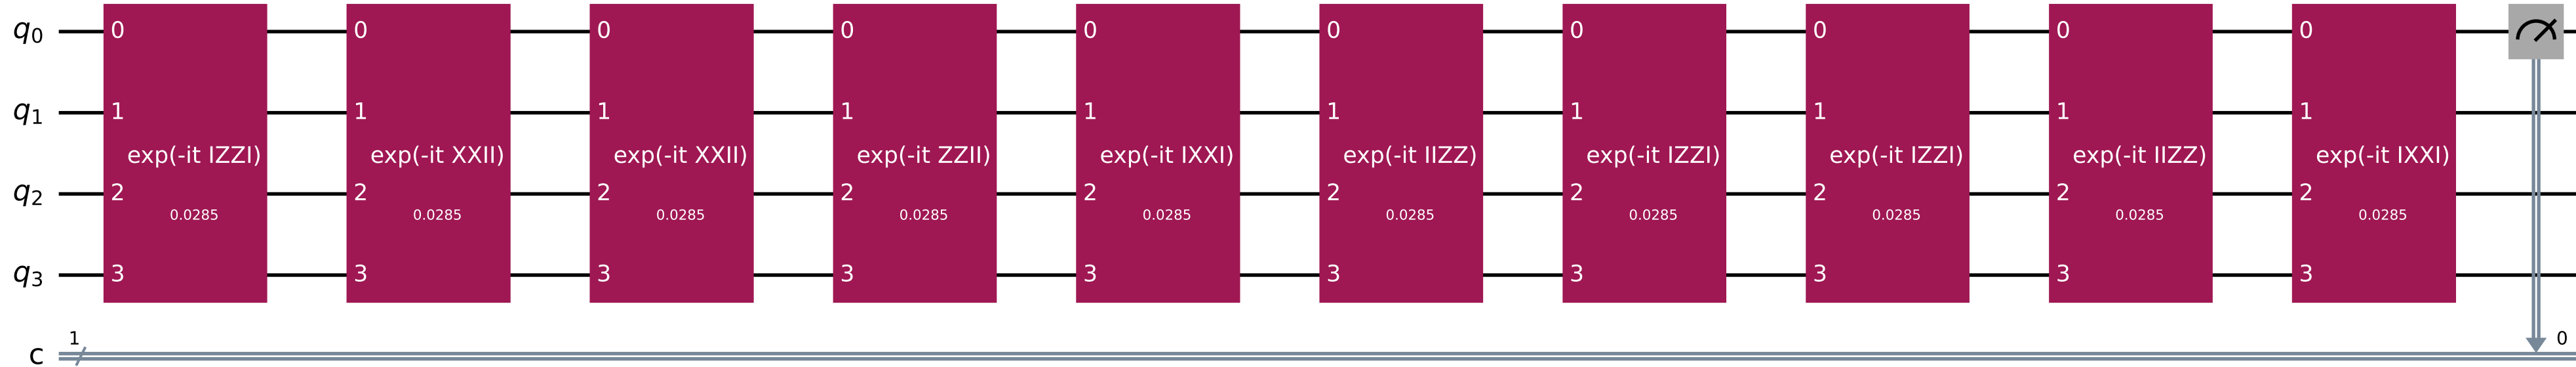 q0 0 0 0 0 0 0 0 0 0 0
q1 1 1 1 1 1 1 1 1 1 1
exp(-it IZZI) exp(-it XXII) exp(-it XXII) exp(-it ZZII) exp(-it IXXI) exp(-it IIZZ) exp(-it IZZI) exp(-it IZZI) exp(-it IIZZ) exp(-it IXXI)
q2 2 2 2 2 2 2 2 2 2 2
0.0285 0.0285 0.0285 0.0285 0.0285 0.0285 0.0285 0.0285 0.0285 0.0285
q3 3 3 3 3 3 3 3 3 3 3
1 0
c